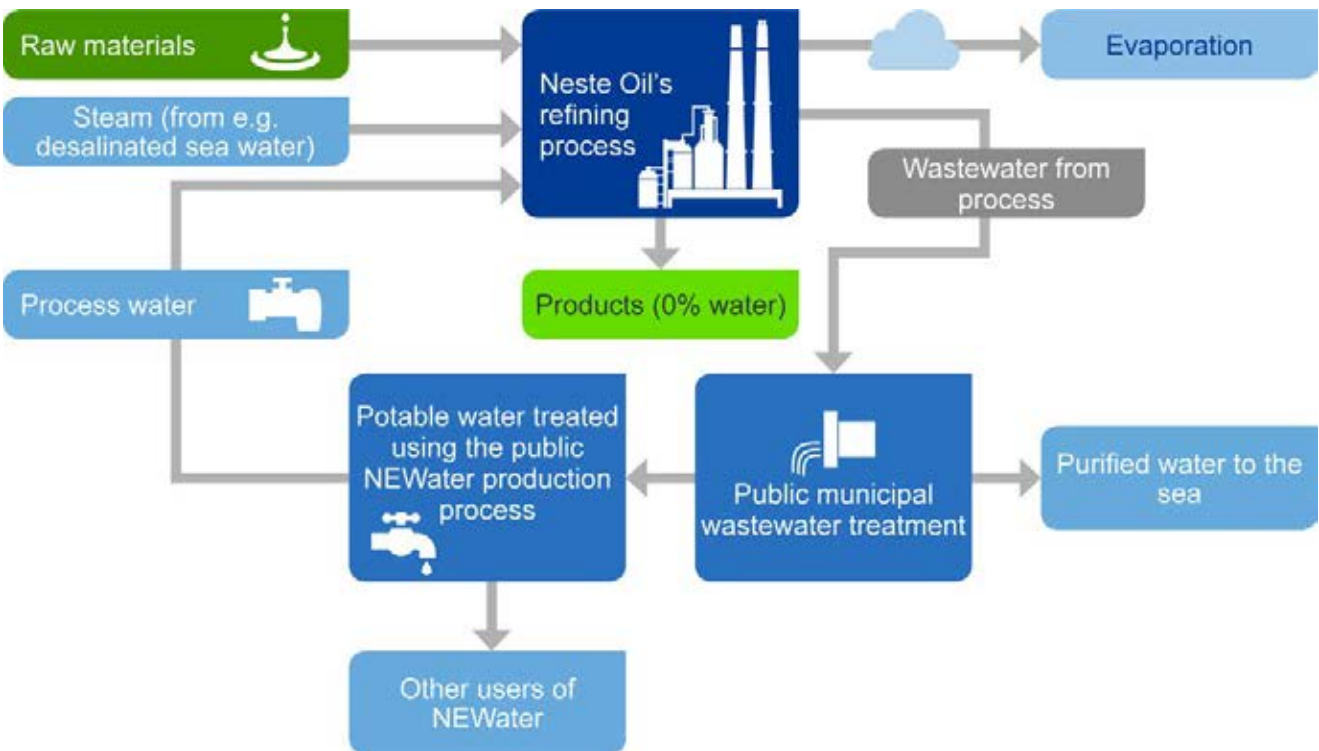 Raw materials
Steam (from e.g.
desalinated sea water)
Neste Oil's
refining
process
Evaporation
Wastewater from
process
Process water
Products (0% water)
Potable water treated
using the public
NEWater production
process
Public municipal
wastewater treatment
Purified water to the
sea
Other users of
NEWater